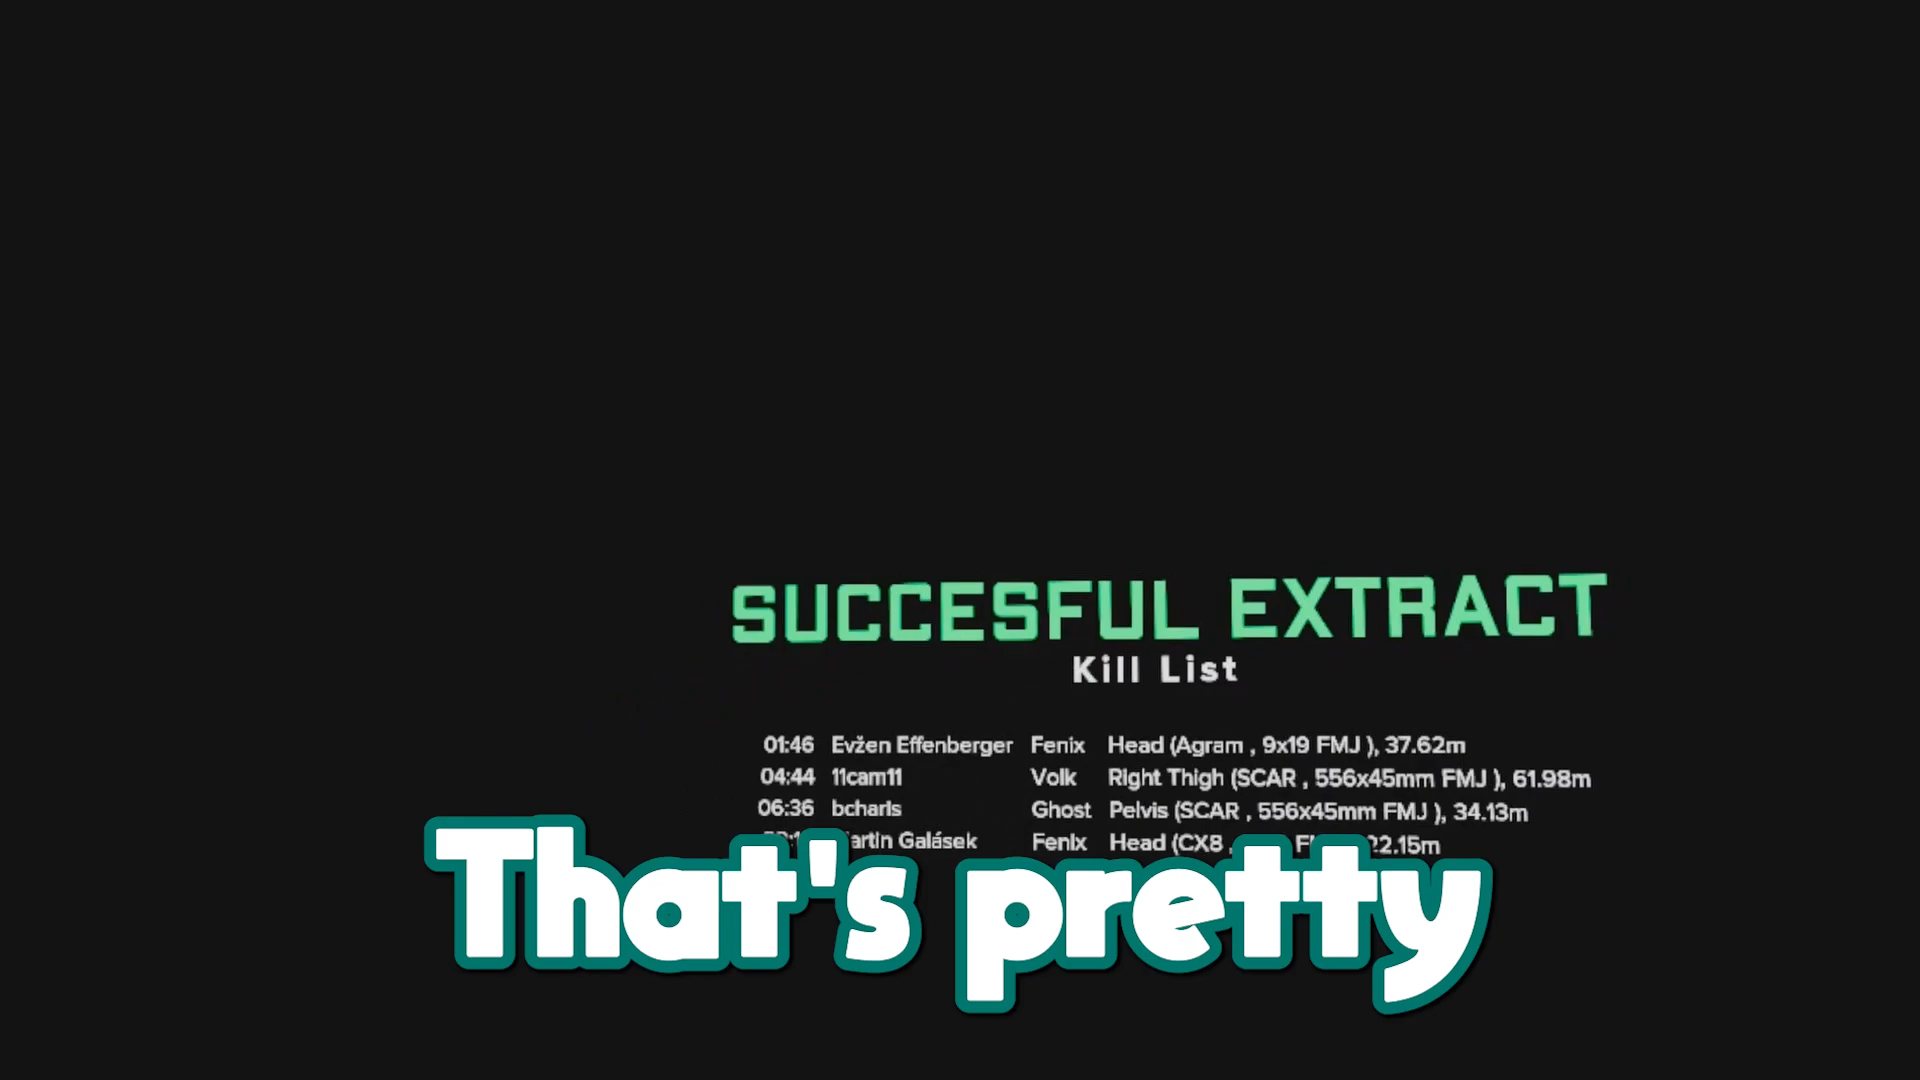 SUCCESFUL EXTRACT
Kill List
01:46 Evžen Effenberger Fenix Head (Agram , 9x19 FMJ ), 37.62m
04:44 11cam11 Volk Right Thigh (SCAR , 556x45mm FMJ ), 61.98m
06:36 bcharls Ghost Pelvis (SCAR , 556x45mm FMJ ), 34.13m
Galásek Fenix Head (CX8 , 22.15m
That's pretty